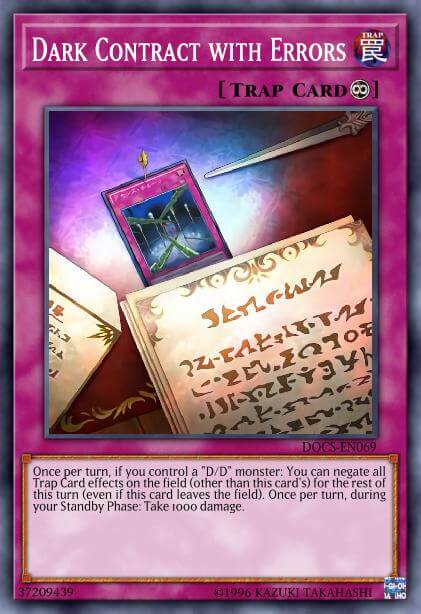 DARK CONTRACT WITH ERRORS
TRAP
罠
[TRAP CARD]
DOCS-EN069
Once per turn, if you control a "D/D" monster: You can negate all
Trap Card effects on the field (other than this card's) for the rest of
this turn (even if this card leaves the field). Once per turn, during
your Standby Phase: Take 1000 damage.
37209439
©1996 KAZUKI TAKAHASHI